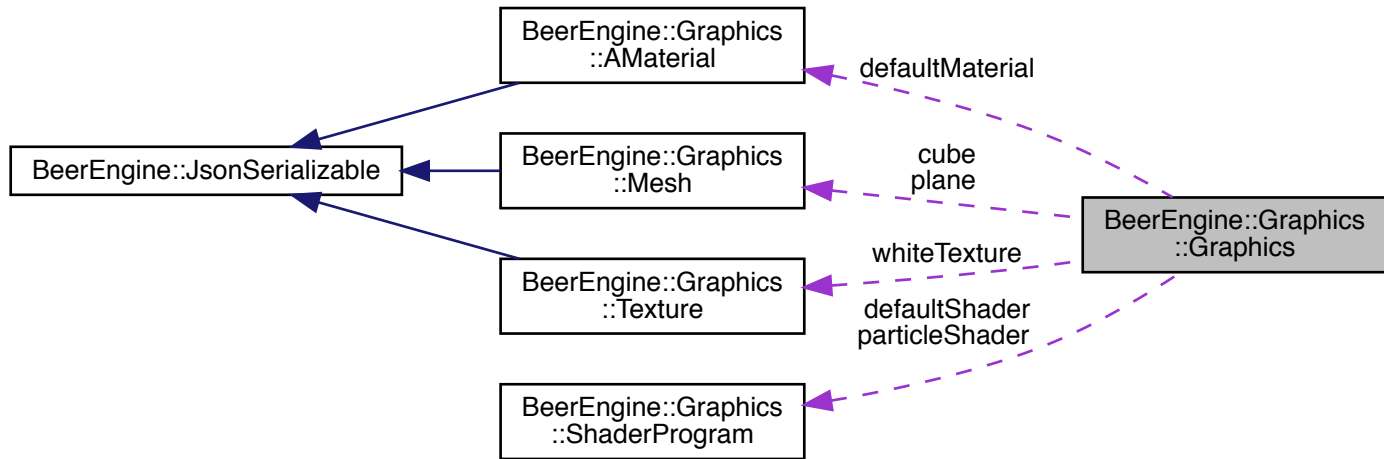 BeerEngine::Graphics
::AMaterial
defaultMaterial
BeerEngine::JsonSerializable
BeerEngine::Graphics
::Mesh
cube
plane
BeerEngine::Graphics
::Graphics
BeerEngine::Graphics
::Texture
whiteTexture
defaultShader
particleShader
BeerEngine::Graphics
::ShaderProgram